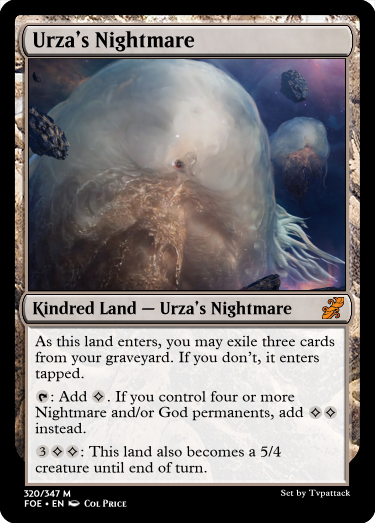 Urza's Nightmare
Kindred Land — Urza's Nightmare
As this land enters, you may exile three cards
from your graveyard. If you don't, it enters
tapped.
: Add ◇. If you control four or more
Nightmare and/or God permanents, add ◇◇
instead.
3◇◇: This land also becomes a 5/4
creature until end of turn.
320/347 M
FOE • EN Col Price
Set by Tvpattack